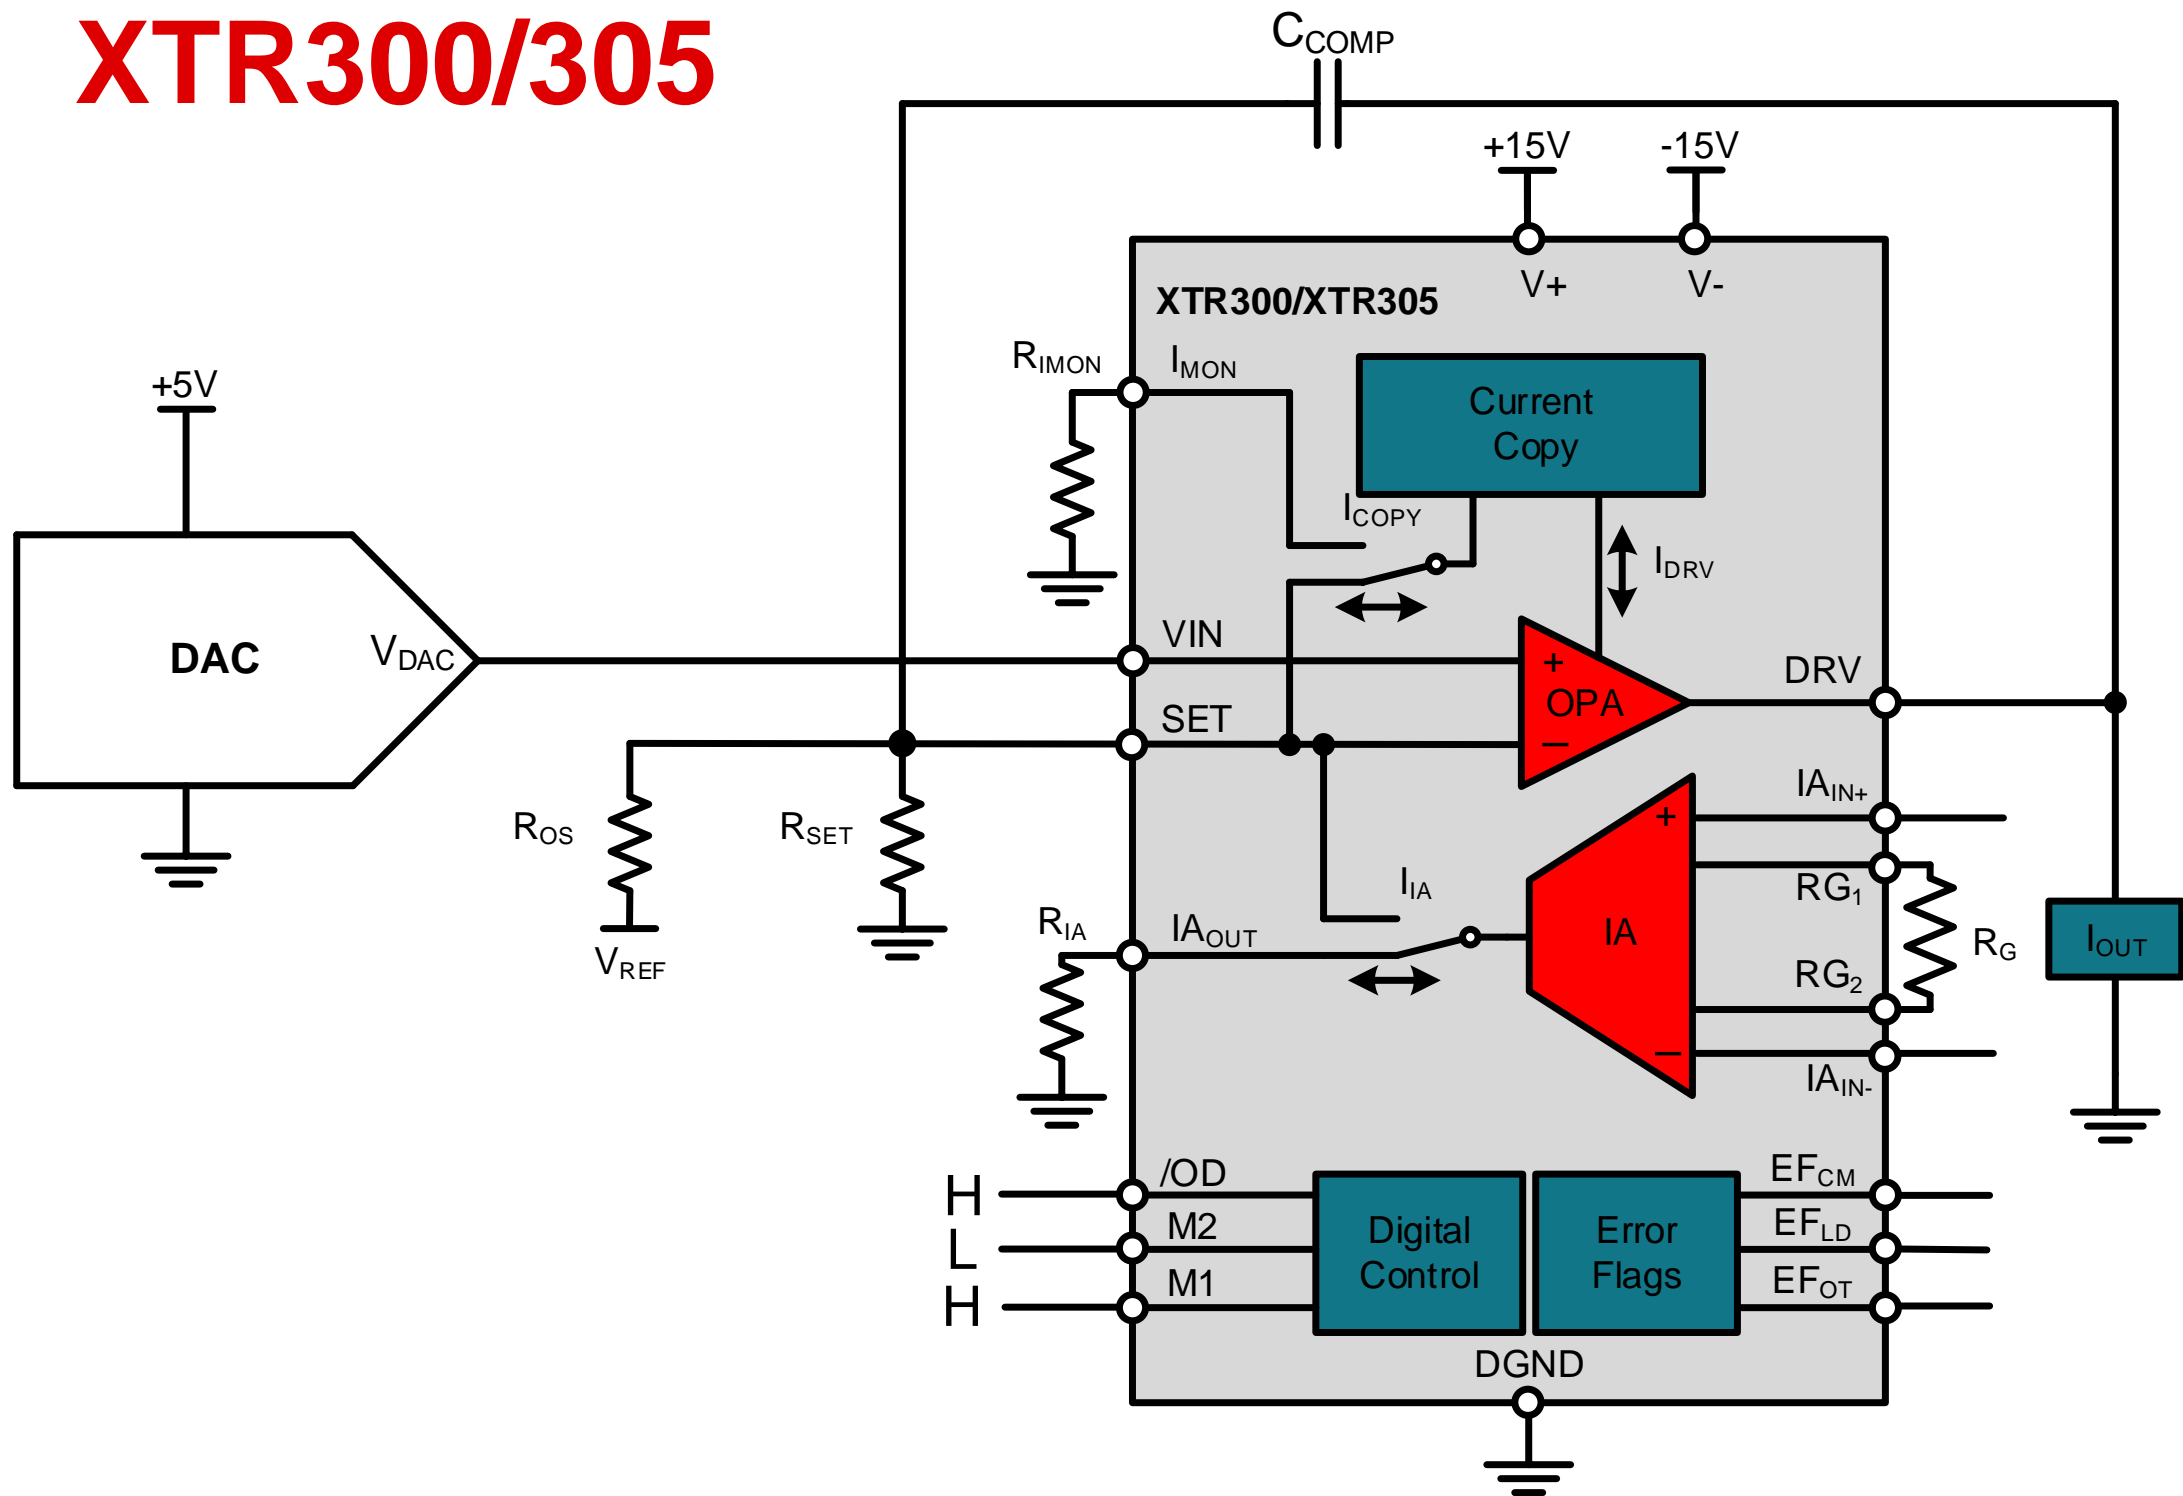 XTR300/305
CCOMP
+15V
-15V
V+
V-
XTR300/XTR305
RIMON
IMON
Current
Copy
+5V
ICOPY
IDRV
DAC
VDAC
VIN
+
OPA
–
DRV
SET
ROS
RSET
VREF
IAIN+
+
RG1
IIA
RIA
IAOUT
IA
RG
IOUT
RG2
–
IAIN-
H
/OD
EFCM
L
M2
Digital
Control
Error
Flags
EFLD
H
M1
EFOT
DGND